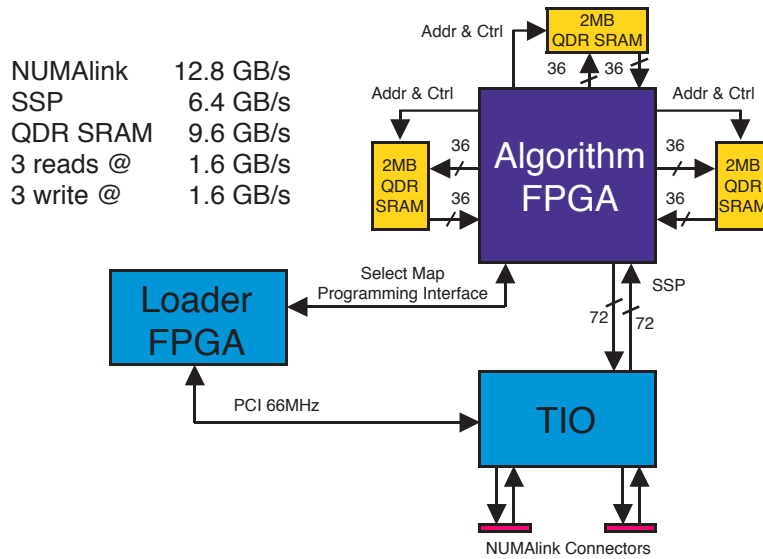 NUMAlink 12.8 GB/s
SSP 6.4 GB/s
QDR SRAM 9.6 GB/s
3 reads @ 1.6 GB/s
3 write @ 1.6 GB/s
Addr & Ctrl
2MB
QDR SRAM
36
36
Addr & Ctrl
Addr & Ctrl
2MB
QDR
SRAM
36
36
Algorithm
FPGA
36
36
2MB
QDR
SRAM
Select Map
Programming Interface
Loader
FPGA
SSP
72
72
PCI 66MHz
TIO
NUMAlink Connectors